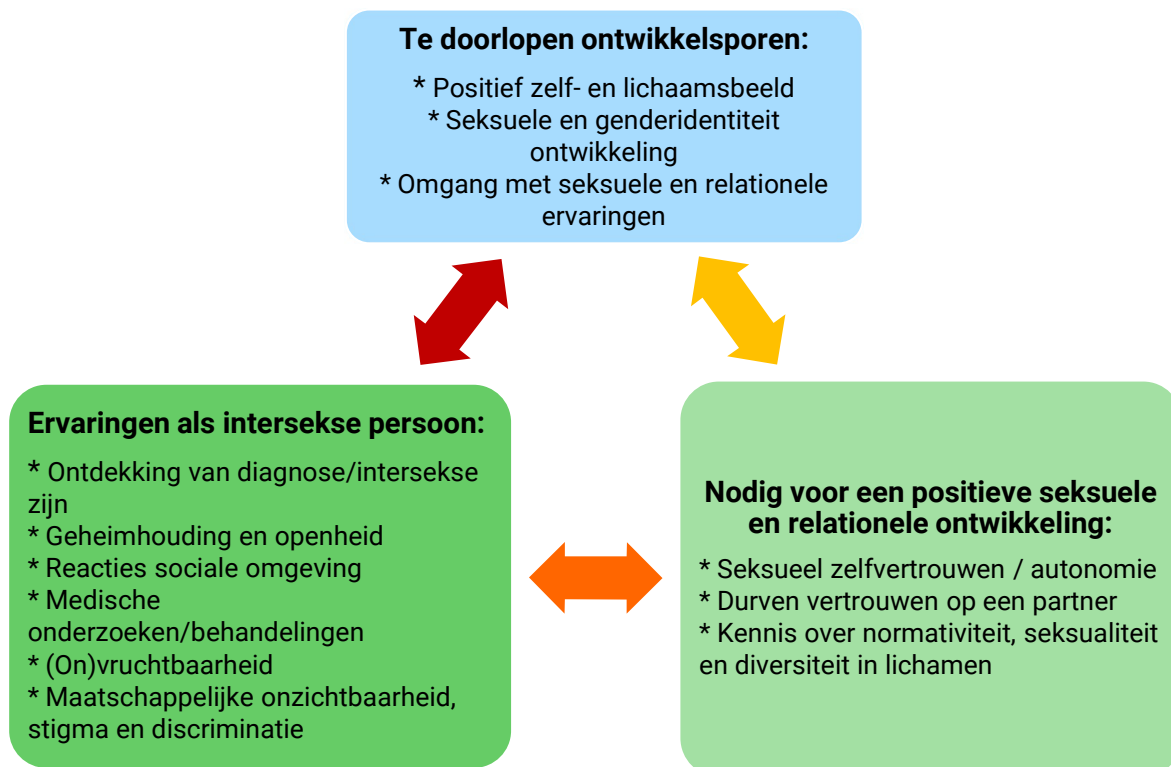 Te doorlopen ontwikkelsporen:
* Positief zelf- en lichaamsbeeld
* Seksuele en genderidentiteit
ontwikkeling
* Omgang met seksuele en relationele
ervaringen
Ervaringen als intersekse persoon:
* Ontdekking van diagnose/intersekse
zijn
* Geheimhouding en openheid
* Reacties sociale omgeving
* Medische
onderzoeken/behandelingen
* (On)vruchtbaarheid
* Maatschappelijke onzichtbaarheid,
stigma en discriminatie
Nodig voor een positieve seksuele
en relationele ontwikkeling:
* Seksueel zelfvertrouwen / autonomie
* Durven vertrouwen op een partner
* Kennis over normativiteit, seksualiteit
en diversiteit in lichamen